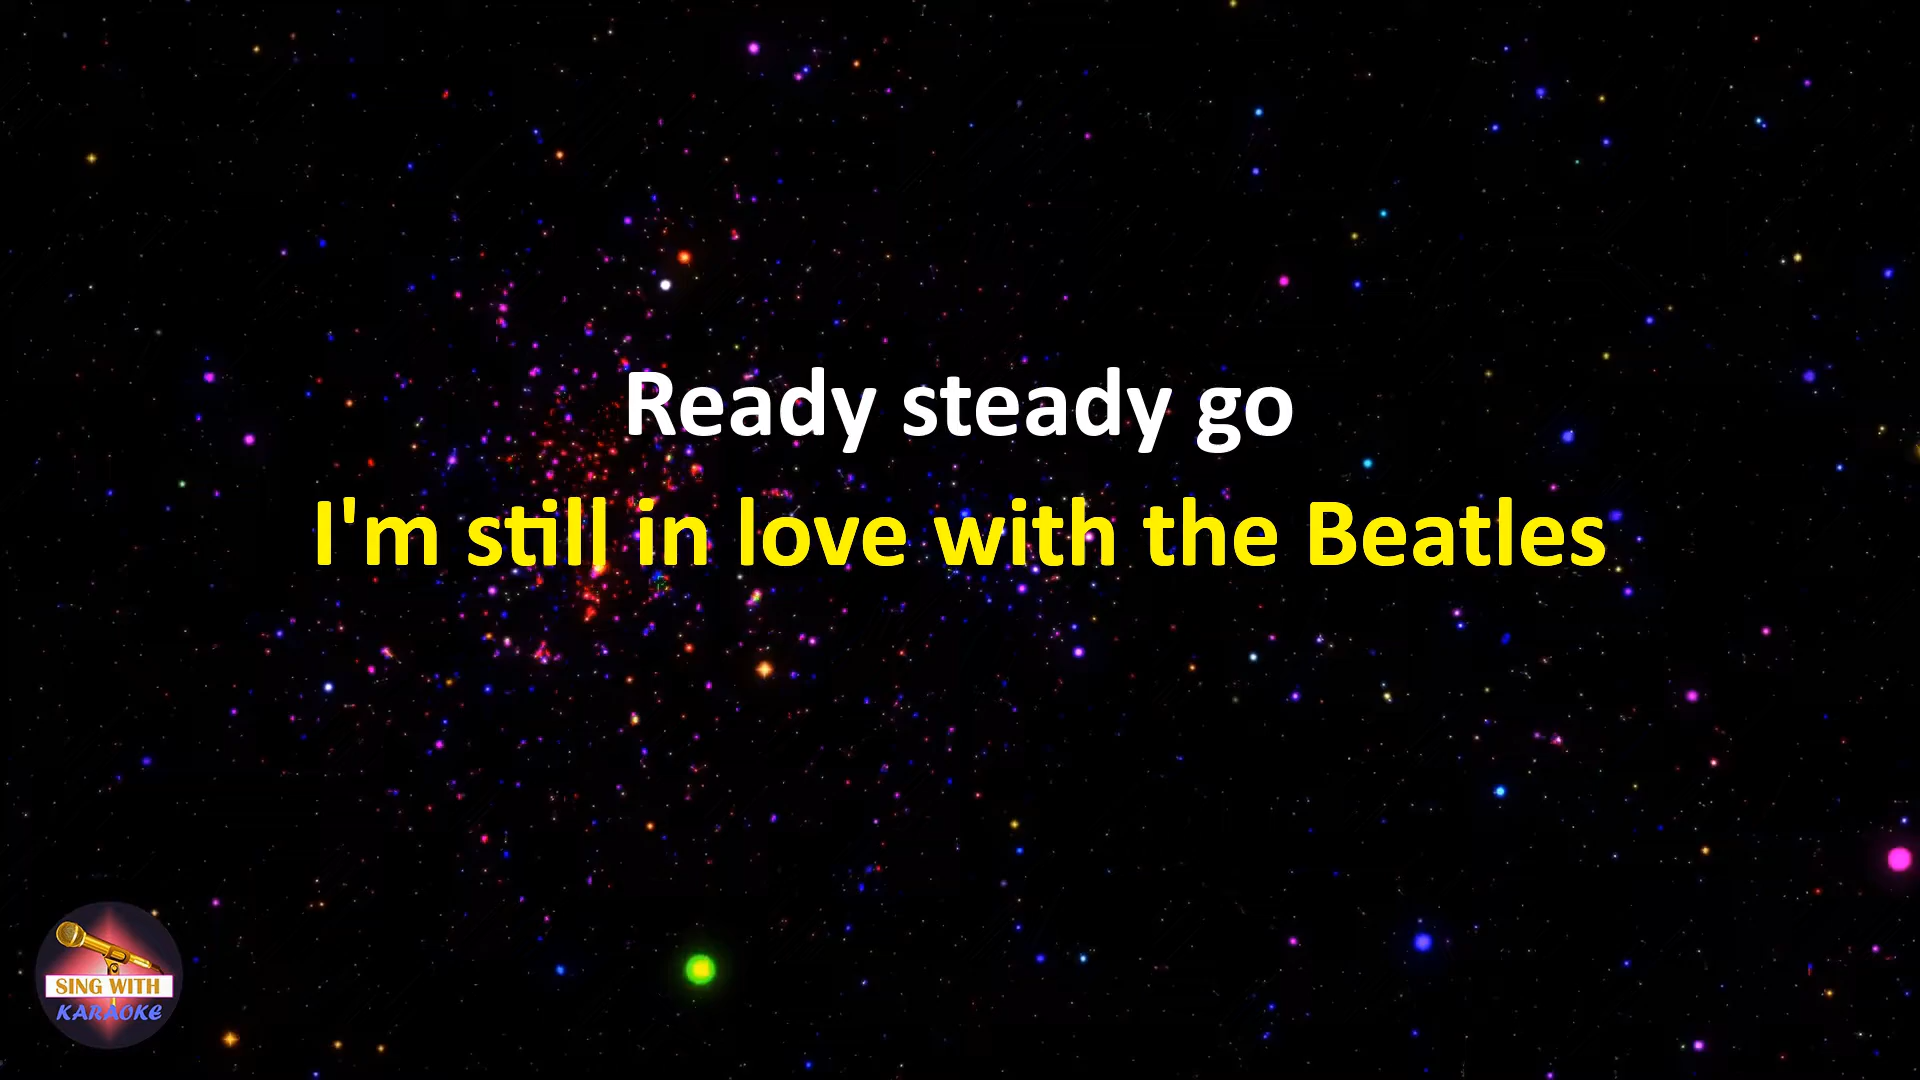 Ready steady go
I'm still in love with the Beatles
SING WITH
KARAOKE